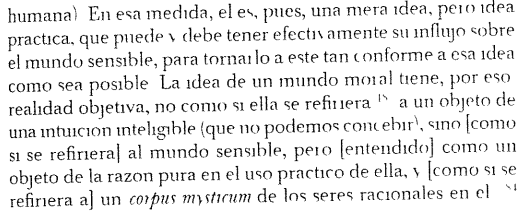 humana) En esa medida, el es, pues, una mera idea, pero idea
practica, que puede y debe tener efectivamente su influjo sobre
el mundo sensible, para tornarlo a este tan conforme a esa idea
como sea posible La idea de un mundo moral tiene, por eso
realidad objetiva, no como si ella se refiriera a un objeto de
una intuicion inteligible (que no podemos concebir), sino [como
si se refiriera] al mundo sensible, pero [entendido] como un
objeto de la razon pura en el uso practico de ella, y [como si se
refiriera a] un corpus mysticum de los seres racionales en el